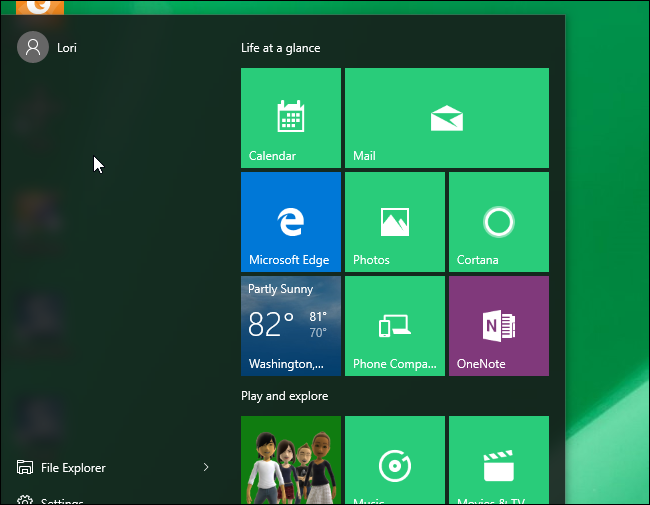 Lori
Life at a glance
Calendar
Mail
Microsoft Edge
Photos
Cortana
Partly Sunny
82°
81°
70°
Washington,...
Phone Compa...
N
OneNote
Play and explore
Music
Movies & TV
File Explorer
Settings